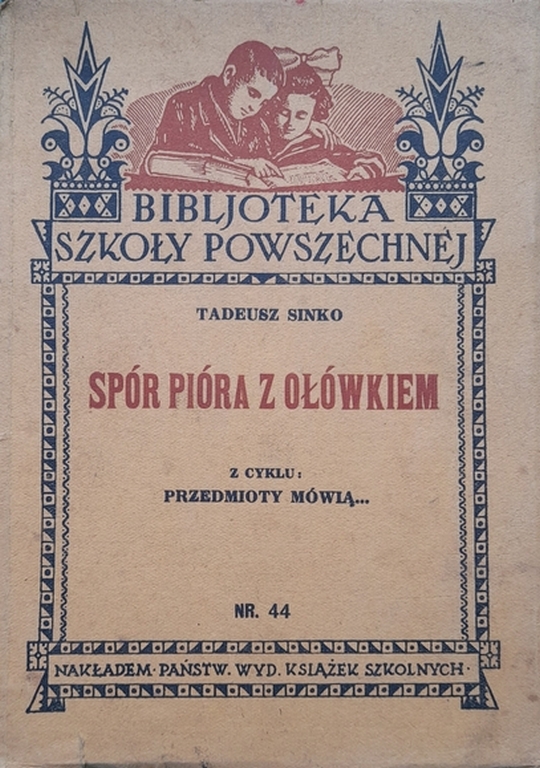 BIBLJOTEKA
SZKOŁY POWSZECHNEJ
TADEUSZ SINKO
SPÓR PIÓRA Z OŁÓWKIEM
Z CYKLU:
PRZEDMIOTY MÓWIĄ...
NR. 44
NAKŁADEM · PAŃSTW. WYD. KSIĄŻEK SZKOLNYCH ·